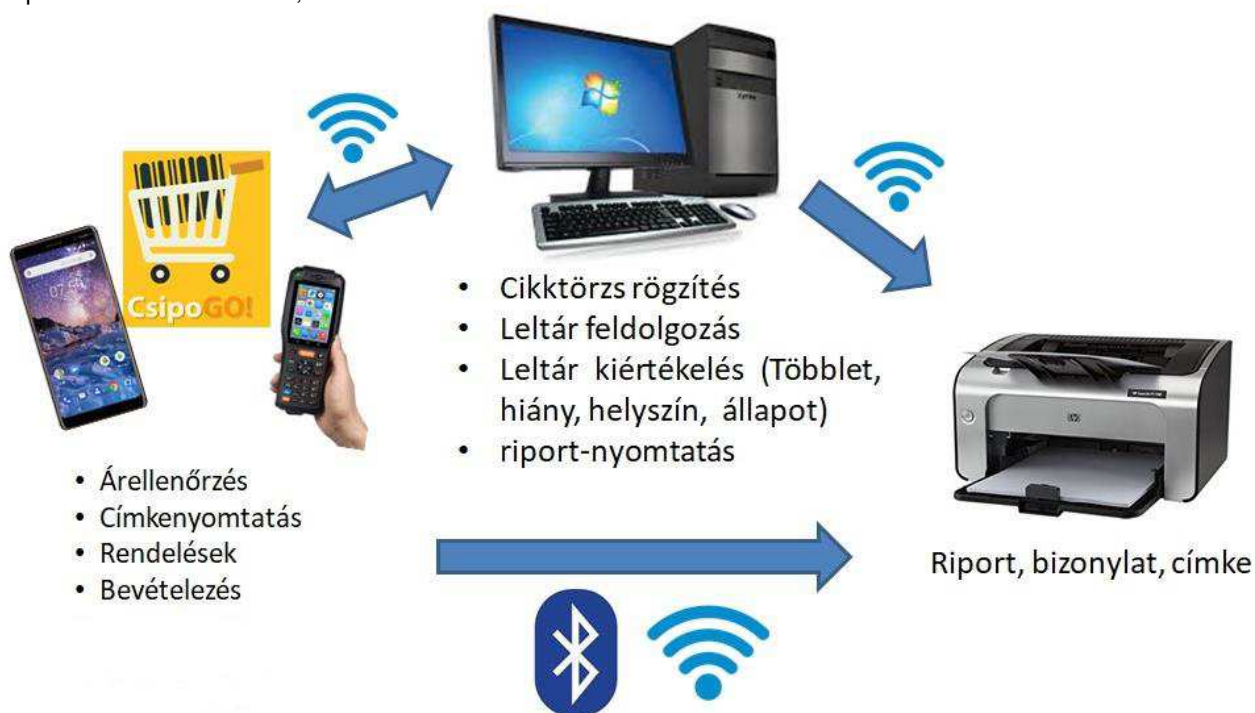 CsipoGO!
• Cikktörzs rögzítés
• Leltár feldolgozás
• Leltár kiértékelés (Többlet,
hiány, helyszín, állapot)
• riport-nyomtatás
• Árellenőrzés
• Címkenyomtatás
• Rendelések
• Bevételezés
Riport, bizonylat, címke